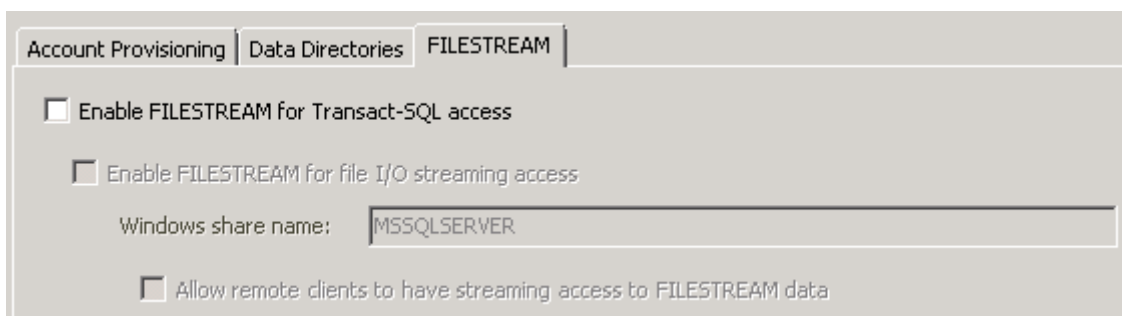 Account Provisioning Data Directories FILESTREAM
Enable FILESTREAM for Transact-SQL access
Enable FILESTREAM for file I/O streaming access
Windows share name: MSSQLSERVER
Allow remote clients to have streaming access to FILESTREAM data